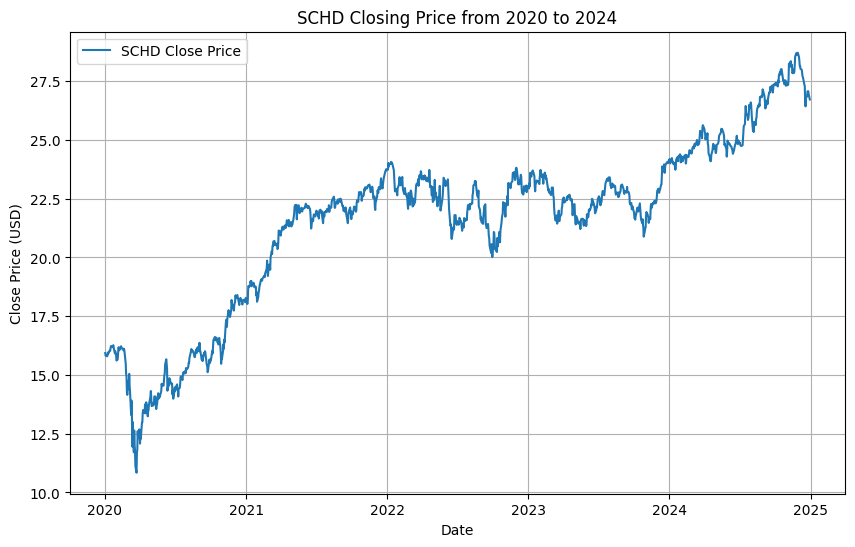 SCHD Closing Price from 2020 to 2024
SCHD Close Price
Close Price (USD)
27.5
25.0
22.5
20.0
17.5
15.0
12.5
10.0
2020 2021 2022 2023 2024 2025
Date